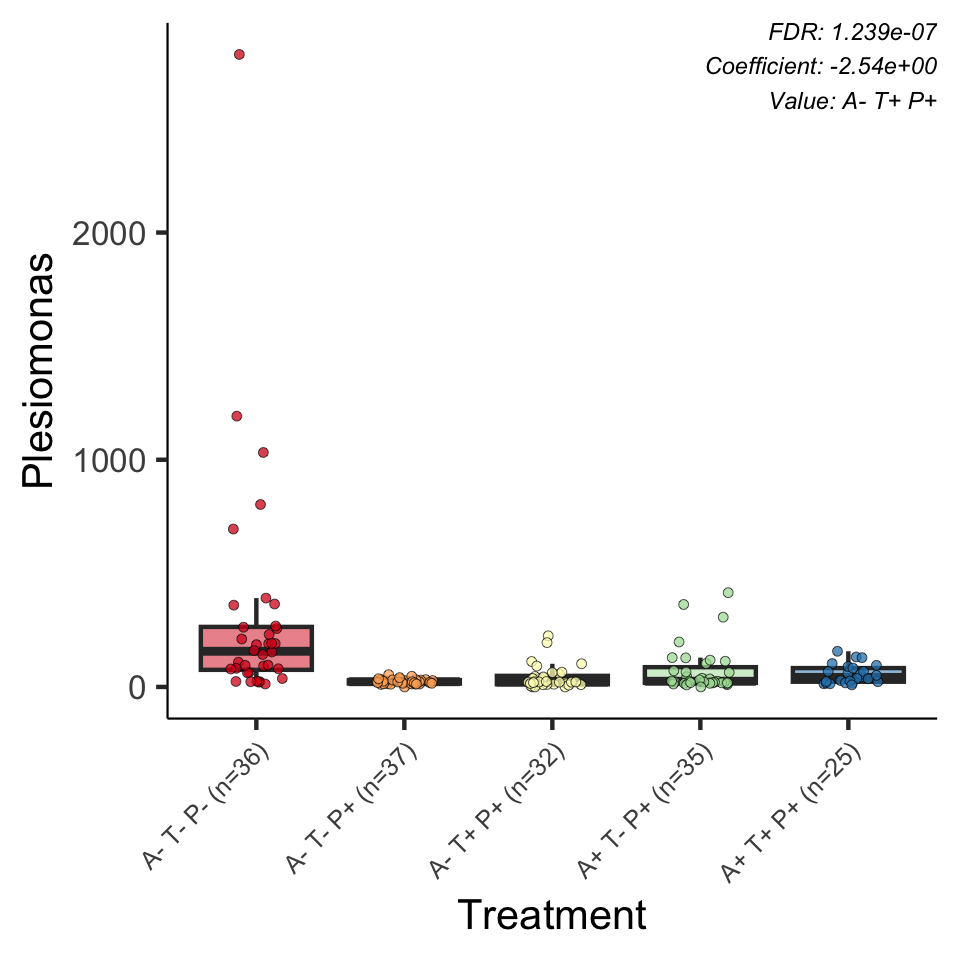 FDR: 1.239e-07
Coefficient: -2.54e+00
Value: A- T+ P+
Plesiomonas
2000
1000
0
A- T- P- (n=36)
A- T- P+ (n=37)
A- T+ P+ (n=32)
A+ T- P+ (n=35)
A+ T+ P+ (n=25)
Treatment